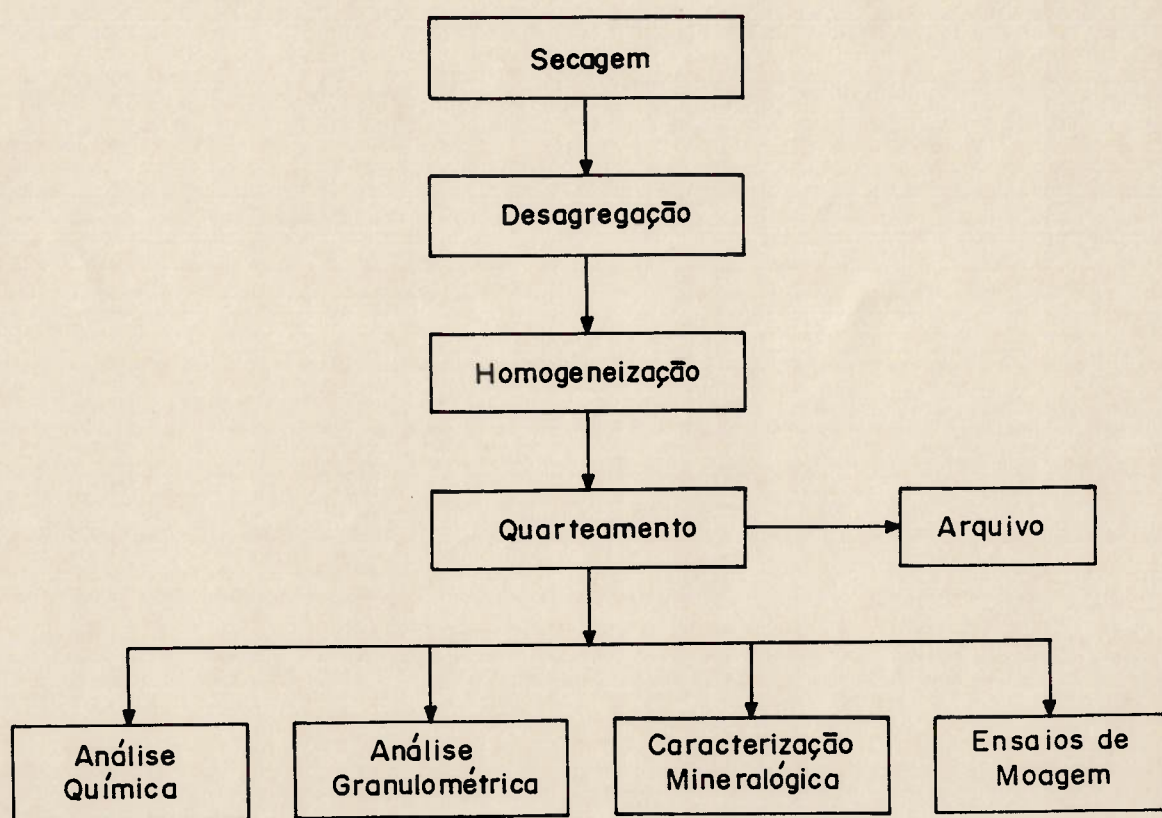 Secagem
Desagregação
Homogeneização
Quarteamento
Arquivo
Análise
Química
Análise
Granulométrica
Caracterização
Mineralógica
Ensaios de
Moagem